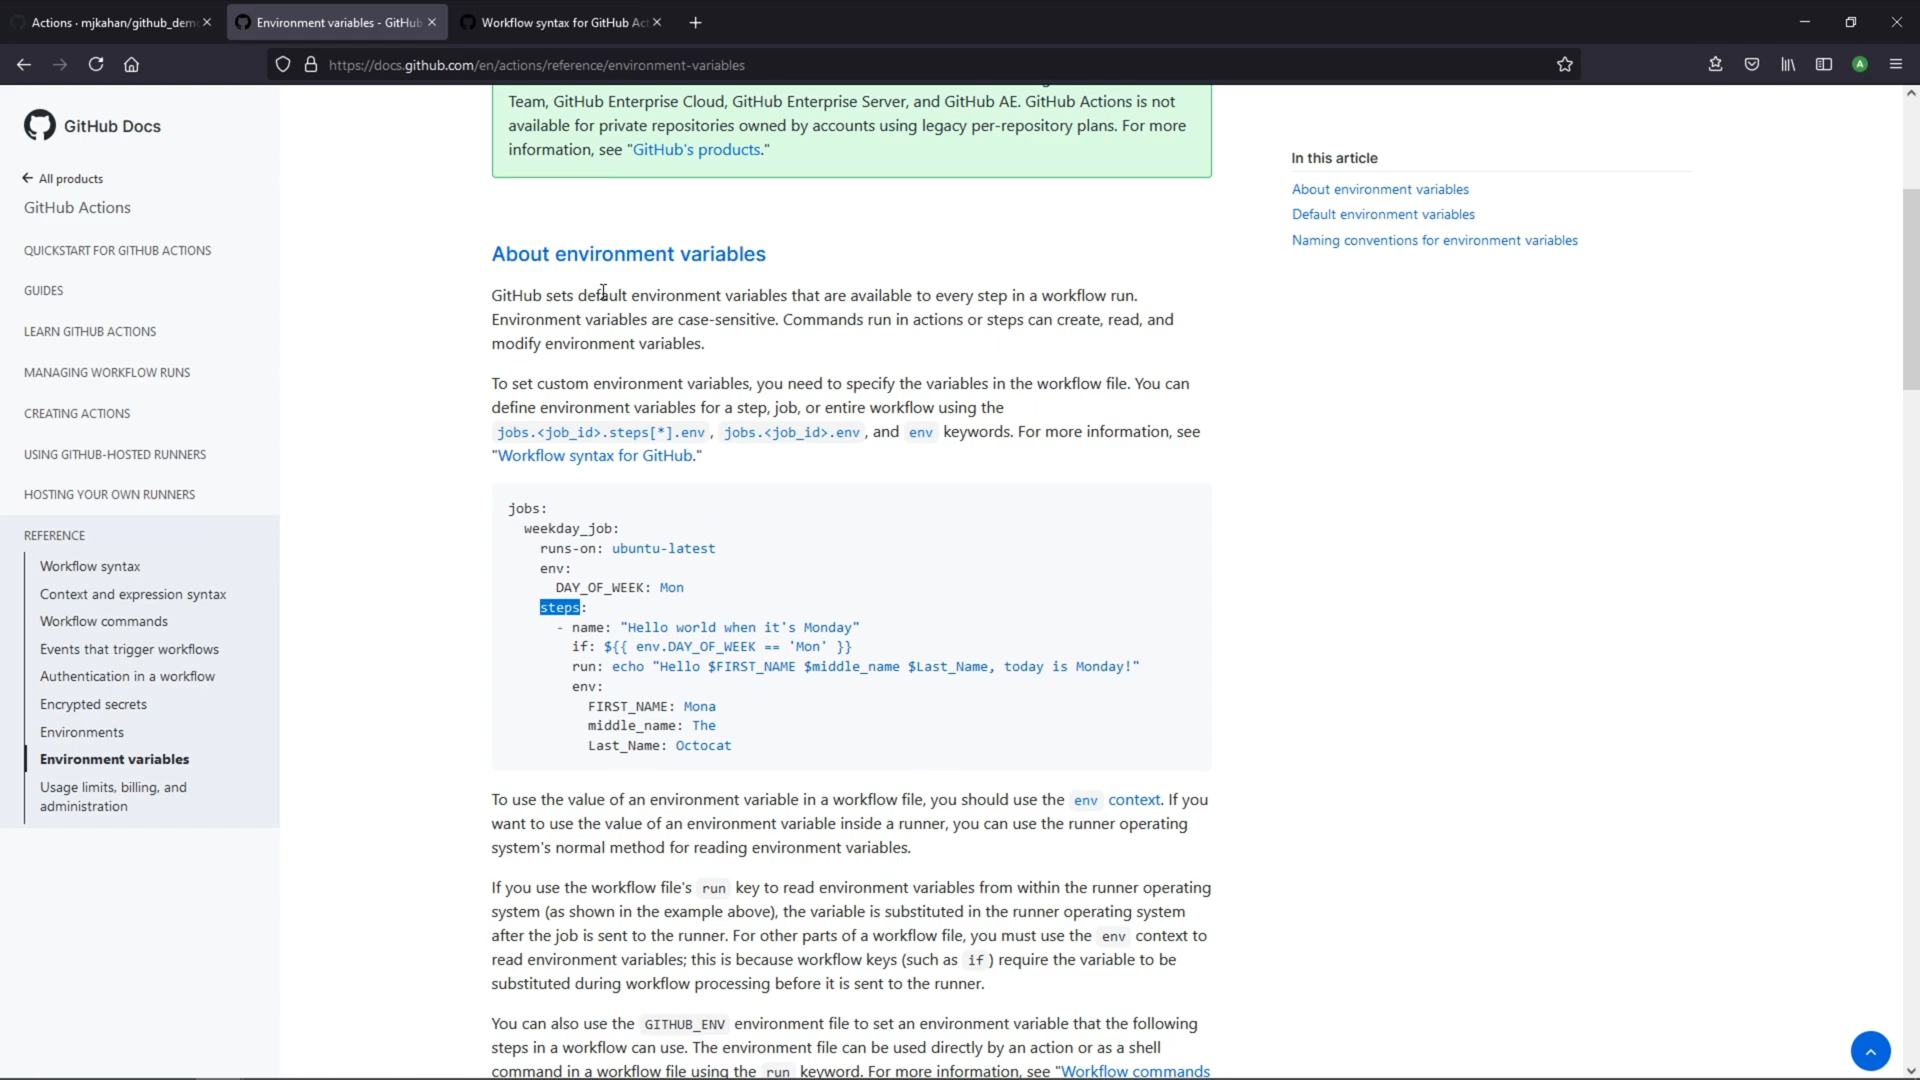 Actions · mjkahan/github_dem
Environment variables - GitHub
Workflow syntax for GitHub Act
https://docs.github.com/en/actions/reference/environment-variables
A
GitHub Docs
All products
GitHub Actions
QUICKSTART FOR GITHUB ACTIONS
GUIDES
LEARN GITHUB ACTIONS
MANAGING WORKFLOW RUNS
CREATING ACTIONS
USING GITHUB-HOSTED RUNNERS
HOSTING YOUR OWN RUNNERS
REFERENCE
Workflow syntax
Context and expression syntax
Workflow commands
Events that trigger workflows
Authentication in a workflow
Encrypted secrets
Environments
Environment variables
Usage limits, billing, and
administration
Team, GitHub Enterprise Cloud, GitHub Enterprise Server, and GitHub AE. GitHub Actions is not
available for private repositories owned by accounts using legacy per-repository plans. For more
information, see "GitHub's products."
About environment variables
GitHub sets default environment variables that are available to every step in a workflow run.
Environment variables are case-sensitive. Commands run in actions or steps can create, read, and
modify environment variables.
To set custom environment variables, you need to specify the variables in the workflow file. You can
define environment variables for a step, job, or entire workflow using the
jobs.<job_id>.steps[*].env, jobs.<job_id>.env, and env keywords. For more information, see
"Workflow syntax for GitHub."
jobs:
weekday_job:
runs-on: ubuntu-latest
env:
DAY_OF_WEEK: Mon
steps:
- name: "Hello world when it's Monday"
if: ${{ env.DAY_OF_WEEK == 'Mon' }}
run: echo "Hello $FIRST_NAME $middle_name $Last_Name, today is Monday!"
env:
FIRST_NAME: Mona
middle_name: The
Last_Name: Octocat
To use the value of an environment variable in a workflow file, you should use the env context. If you
want to use the value of an environment variable inside a runner, you can use the runner operating
system's normal method for reading environment variables.
If you use the workflow file's run key to read environment variables from within the runner operating
system (as shown in the example above), the variable is substituted in the runner operating system
after the job is sent to the runner. For other parts of a workflow file, you must use the env context to
read environment variables; this is because workflow keys (such as if) require the variable to be
substituted during workflow processing before it is sent to the runner.
You can also use the GITHUB_ENV environment file to set an environment variable that the following
steps in a workflow can use. The environment file can be used directly by an action or as a shell
command in a workflow file using the run keyword. For more information, see "Workflow commands
In this article
About environment variables
Default environment variables
Naming conventions for environment variables